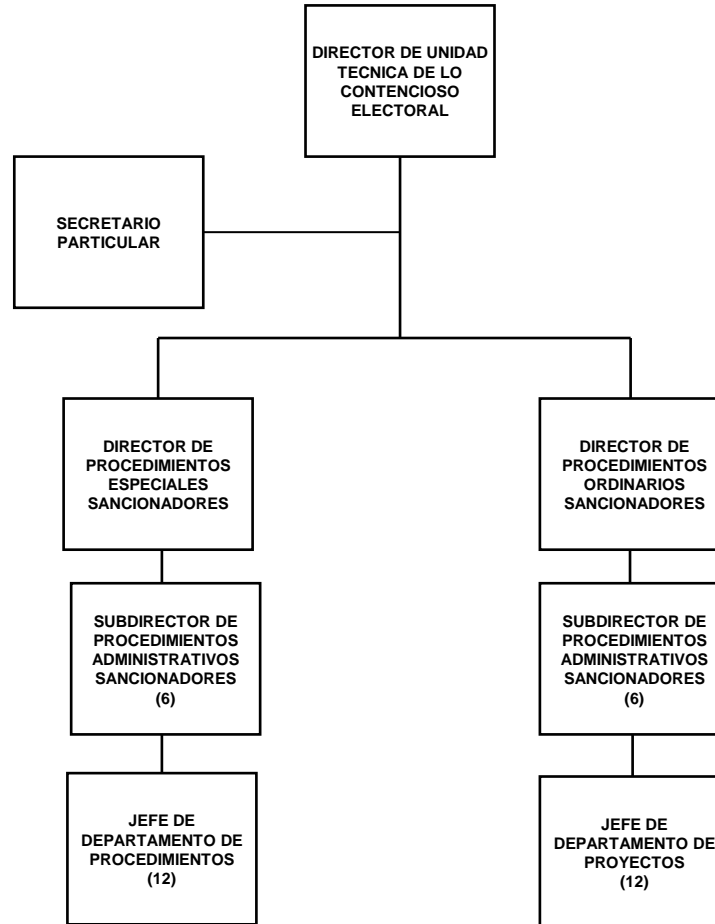 DIRECTOR DE UNIDAD
TECNICA DE LO
CONTENCIOSO
ELECTORAL
SECRETARIO
PARTICULAR
DIRECTOR DE
PROCEDIMIENTOS
ESPECIALES
SANCIONADORES
DIRECTOR DE
PROCEDIMIENTOS
ORDINARIOS
SANCIONADORES
SUBDIRECTOR DE
PROCEDIMIENTOS
ADMINISTRATIVOS
SANCIONADORES
(6)
SUBDIRECTOR DE
PROCEDIMIENTOS
ADMINISTRATIVOS
SANCIONADORES
(6)
JEFE DE
DEPARTAMENTO DE
PROCEDIMIENTOS
(12)
JEFE DE
DEPARTAMENTO DE
PROYECTOS
(12)